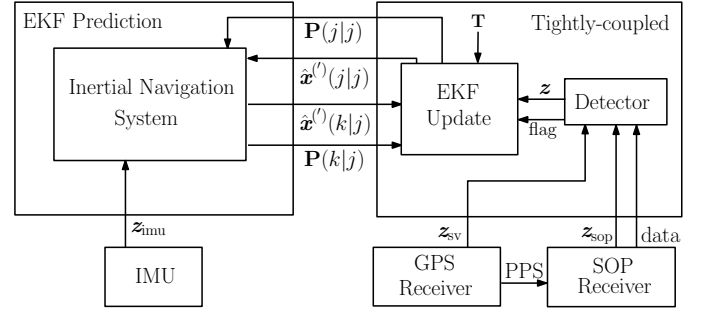 EKF Prediction
P(j|j)
T
Tightly-coupled
Inertial Navigation
System
x̂^(′)(j|j)
x̂^(′)(k|j)
P(k|j)
EKF
Update
z
flag
Detector
z_imu
z_sv
z_sop
data
IMU
GPS
Receiver
PPS
SOP
Receiver